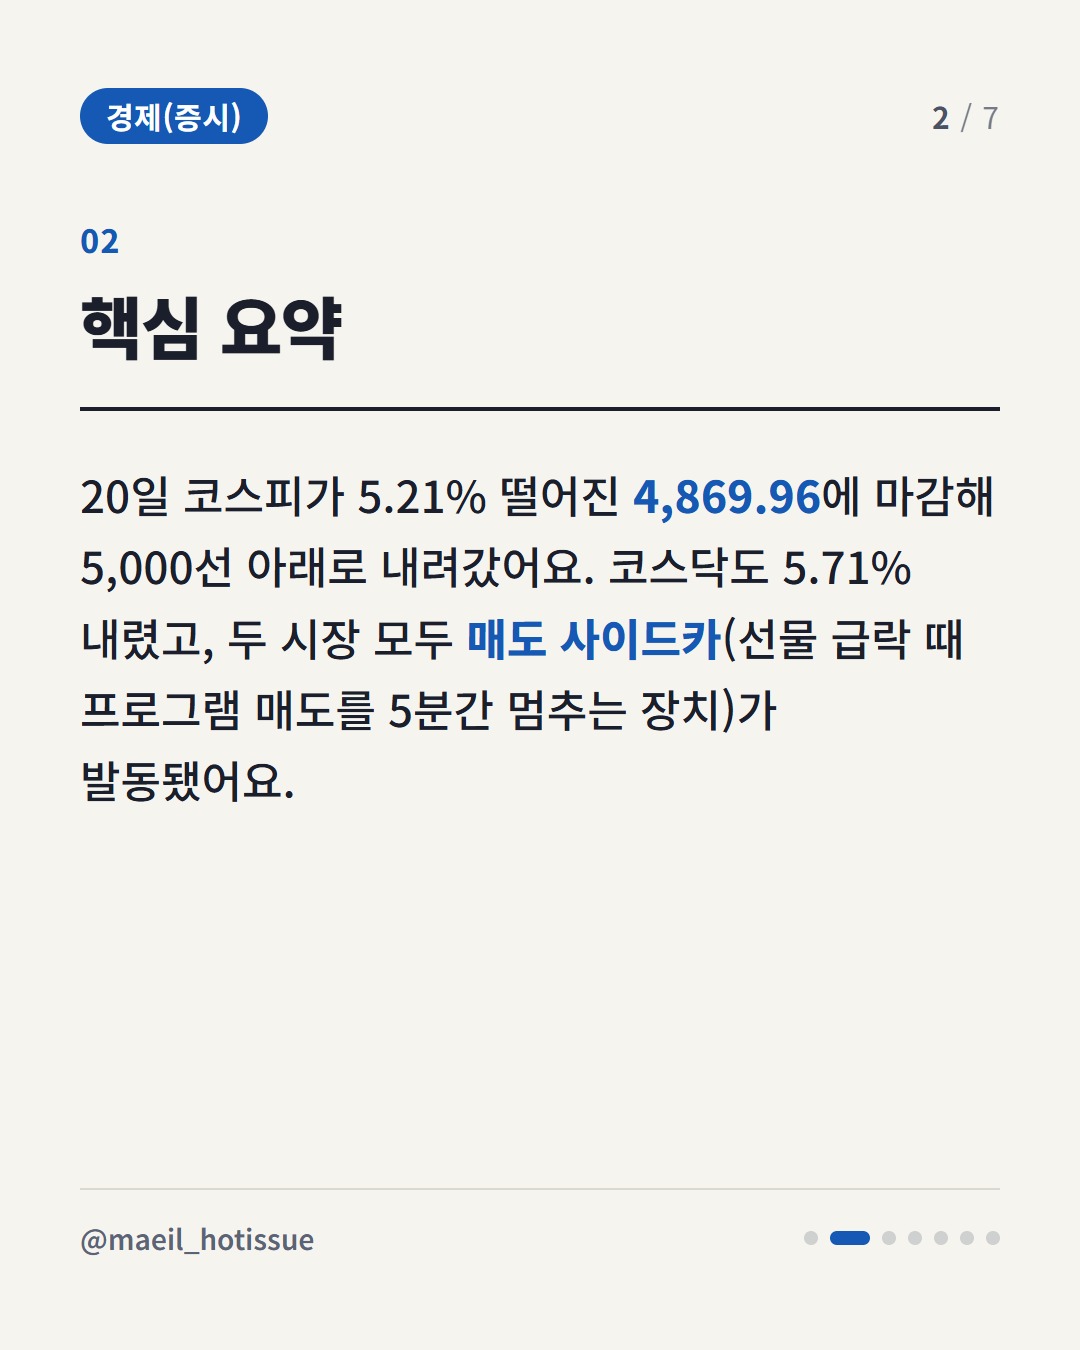 경제(증시)
2 / 7
02
핵심 요약
20일 코스피가 5.21% 떨어진 4,869.96에 마감해
5,000선 아래로 내려갔어요. 코스닥도 5.71%
내렸고, 두 시장 모두 매도 사이드카(선물 급락 때
프로그램 매도를 5분간 멈추는 장치)가
발동됐어요.
@maeil_hotissue